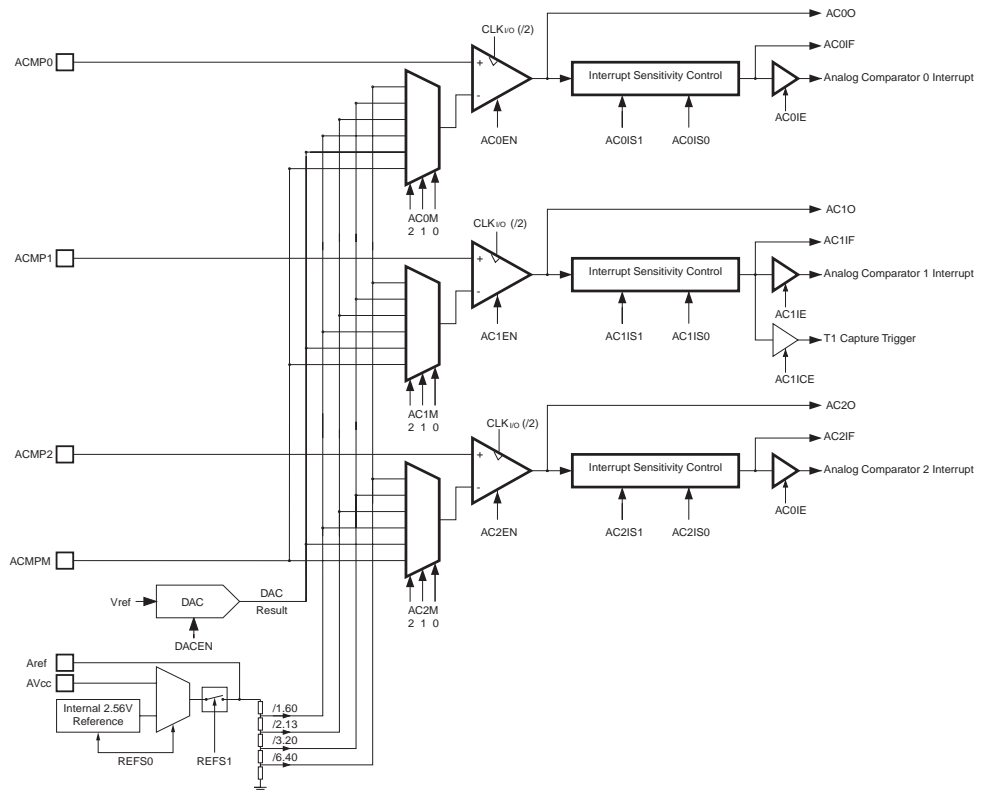 AC0O
CLKI/O (/2)
AC0IF
ACMP0
+
Interrupt Sensitivity Control
Analog Comparator 0 Interrupt
-
AC0IE
AC0EN
AC0IS1
AC0IS0
AC0M
2 1 0
AC1O
CLKI/O (/2)
AC1IF
ACMP1
+
Interrupt Sensitivity Control
Analog Comparator 1 Interrupt
-
AC1IE
AC1EN
AC1IS1
AC1IS0
T1 Capture Trigger
AC1ICE
AC1M
2 1 0
AC2O
CLKI/O (/2)
AC2IF
ACMP2
+
Interrupt Sensitivity Control
Analog Comparator 2 Interrupt
-
AC0IE
AC2EN
AC2IS1
AC2IS0
ACMPM
AC2M
2 1 0
Vref
DAC
DAC
Result
DACEN
Aref
AVcc
Internal 2.56V
Reference
/1.60
/2.13
/3.20
/6.40
REFS0
REFS1